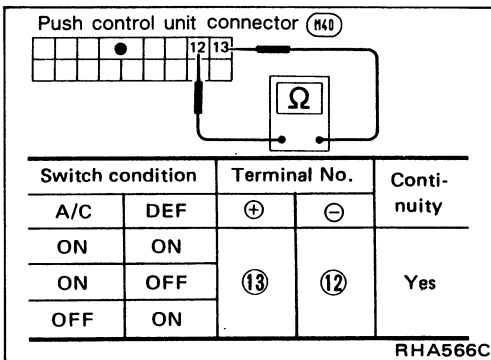 Push control unit connector (M40)
12 13
Ω
Switch condition Terminal No. Conti-
nuity
A/C DEF ⊕ ⊖
ON ON
ON OFF ⑬ ⑫ Yes
OFF ON
RHA566C